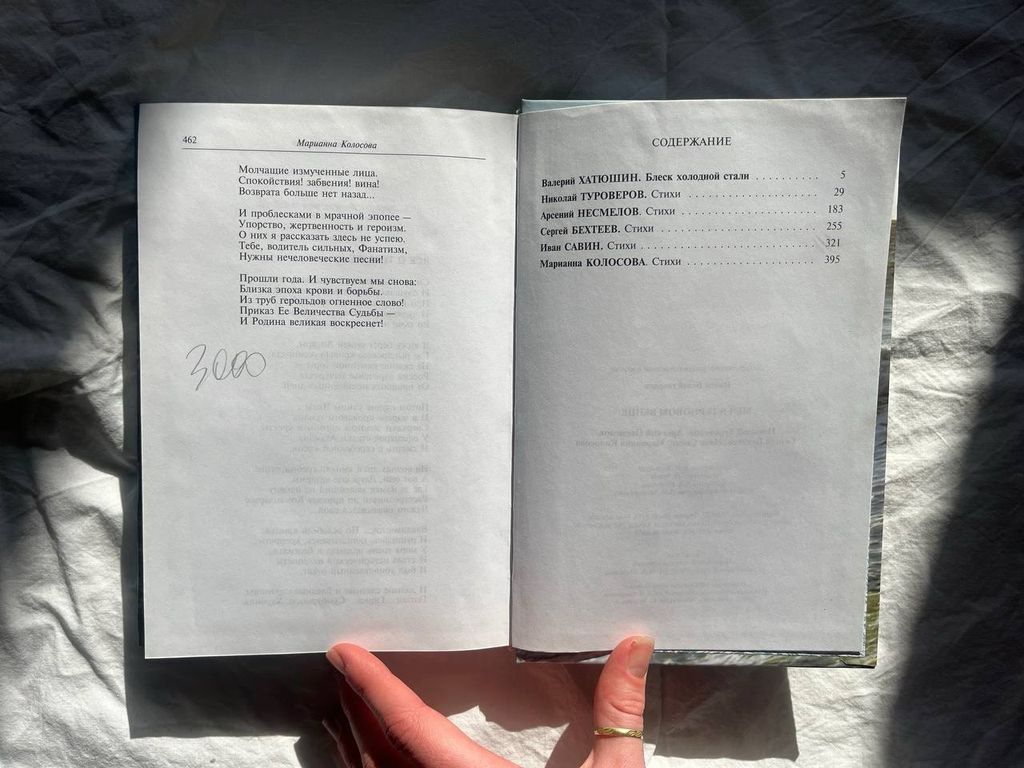 462
Марианна Колосова
Молчащие измученные лица.
Спокойствия! забвения! вина!
Возврата больше нет назад...
И проблесками в мрачной эпопее —
Упорство, жертвенность и героизм.
О них я рассказать здесь не успею.
Тебе, водитель сильных, Фанатизм,
Нужны нечеловеческие песни!
Прошли года. И чувствуем мы снова:
Близка эпоха крови и борьбы.
Из труб герольдов огненное слово!
Приказ Ее Величества Судьбы —
И Родина великая воскреснет!
3000
СОДЕРЖАНИЕ
Валерий ХАТЮШИН. Блеск холодной стали . . . . . . . . . . 5
Николай ТУРОВЕРОВ. Стихи . . . . . . . . . . . . . . . . . . . . . 29
Арсений НЕСМЕЛОВ. Стихи . . . . . . . . . . . . . . . . . . . . . . 183
Сергей БЕХТЕЕВ. Стихи . . . . . . . . . . . . . . . . . . . . . . . . . 255
Иван САВИН. Стихи . . . . . . . . . . . . . . . . . . . . . . . . . . . . 321
Марианна КОЛОСОВА. Стихи . . . . . . . . . . . . . . . . . . . . . 395